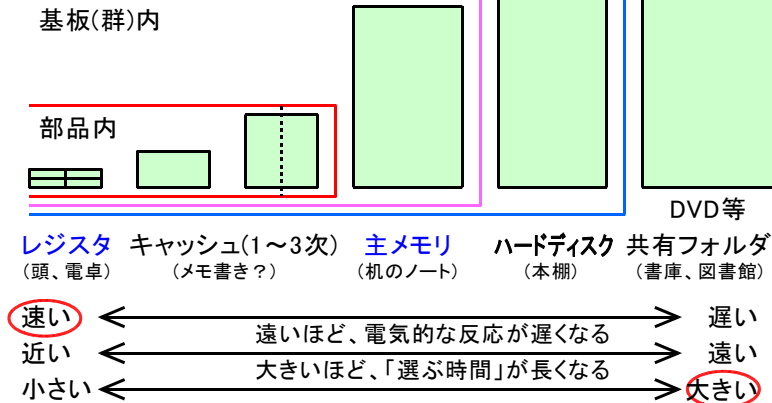 基板(群)内
部品内
DVD等
レジスタ キャッシュ(1～3次) 主メモリ ハードディスク 共有フォルダ
(頭、電卓) (メモ書き？) (机のノート) (本棚) (書庫、図書館)
速い 遅い
遠いほど、電気的な反応が遅くなる
近い 遠い
大きいほど、「選ぶ時間」が長くなる
小さい 大きい